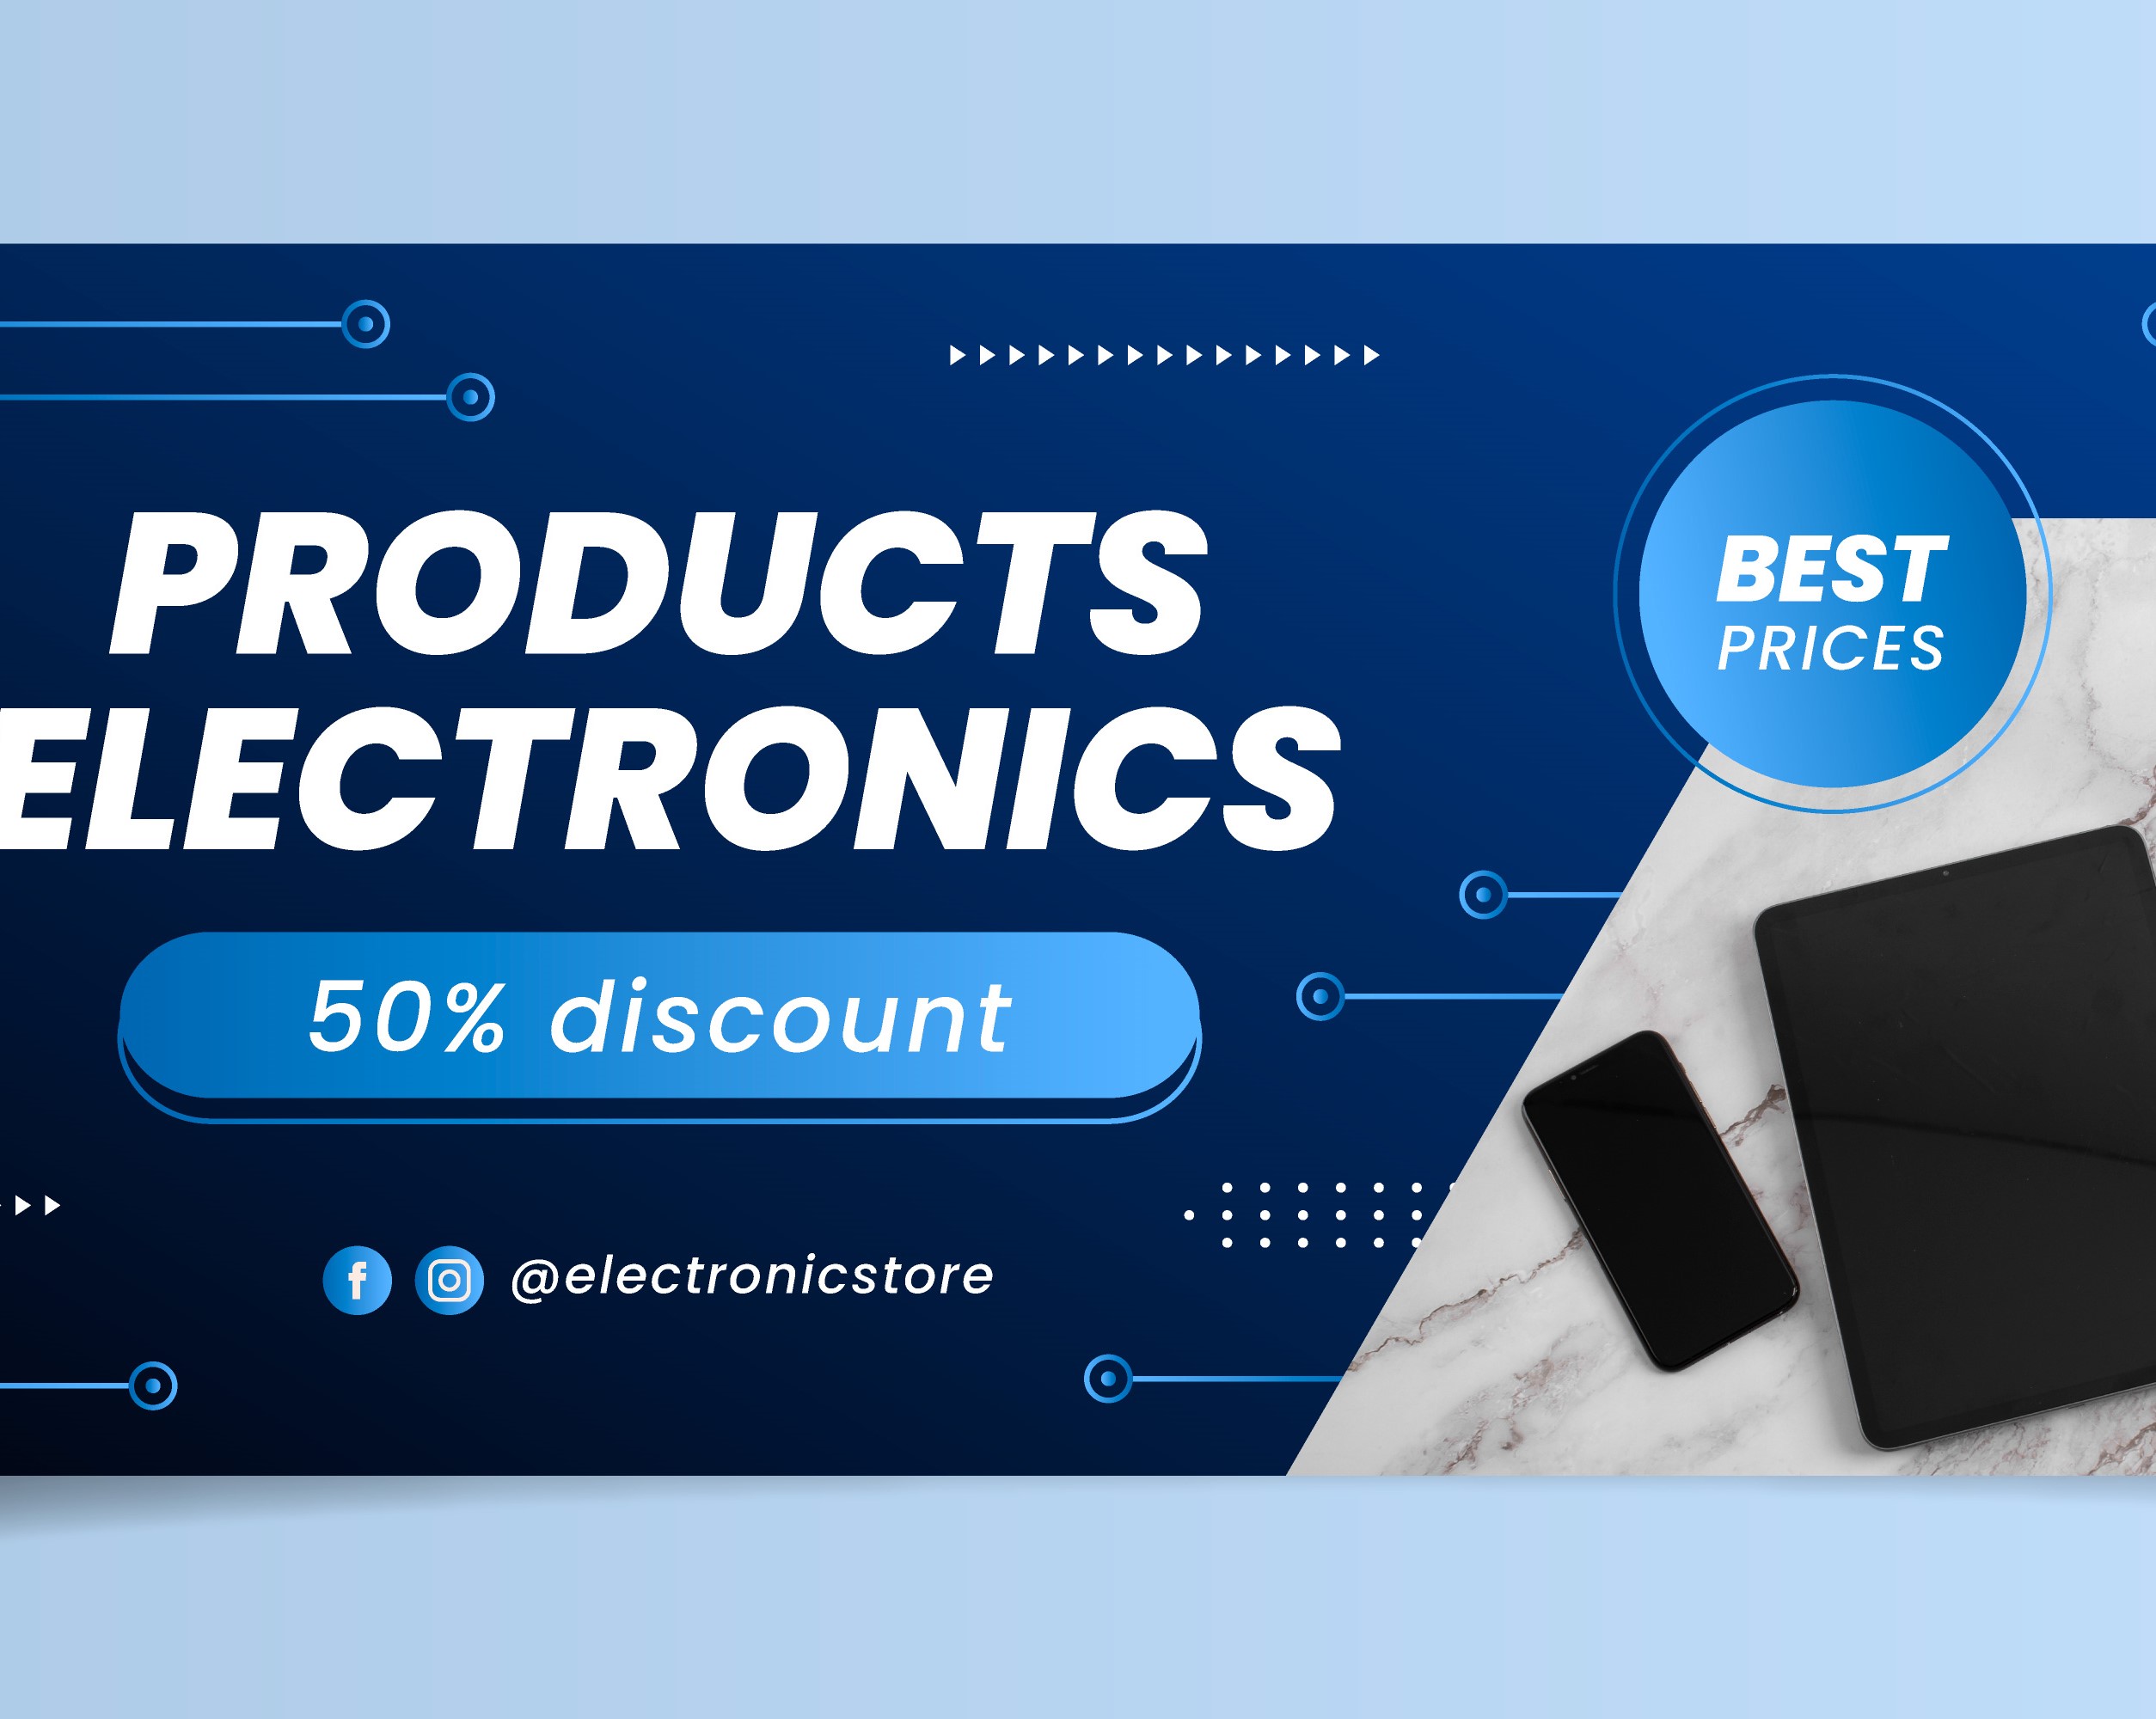 PRODUCTS
ELECTRONICS
50% discount
@electronicstore
BEST
PRICES